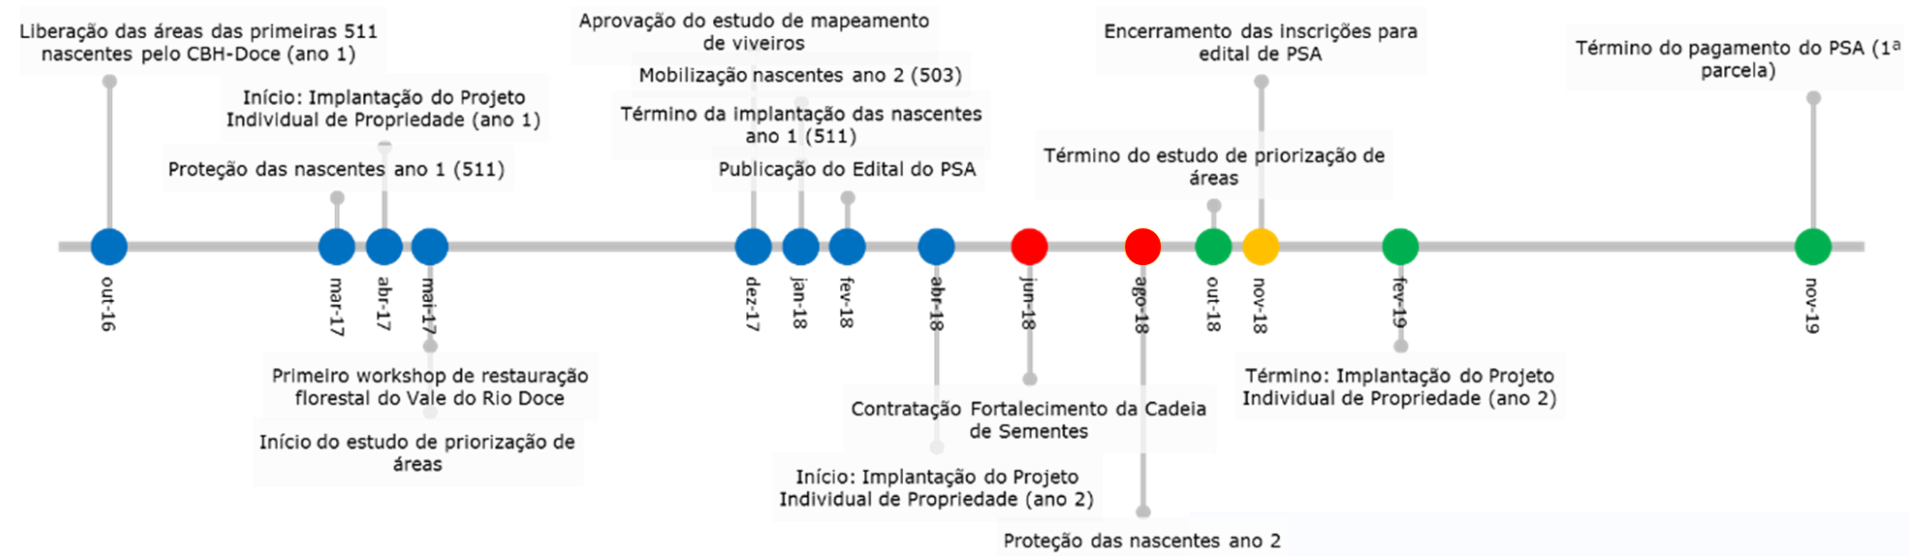 Liberação das áreas das primeiras 511
nascentes pelo CBH-Doce (ano 1)
Início: Implantação do Projeto
Individual de Propriedade (ano 1)
Proteção das nascentes ano 1 (511)
Aprovação do estudo de mapeamento
de viveiros
Mobilização nascentes ano 2 (503)
Término da implantação das nascentes
ano 1 (511)
Publicação do Edital do PSA
Encerramento das inscrições para
edital de PSA
Término do estudo de priorização de
áreas
Término do pagamento do PSA (1ª
parcela)
out-16
mar-17
abr-17
mai-17
dez-17
jan-18
fev-18
abr-18
jun-18
ago-18
out-18
nov-18
fev-19
nov-19
Primeiro workshop de restauração
florestal do Vale do Rio Doce
Início do estudo de priorização de
áreas
Contratação Fortalecimento da Cadeia
de Sementes
Início: Implantação do Projeto
Individual de Propriedade (ano 2)
Proteção das nascentes ano 2
Término: Implantação do Projeto
Individual de Propriedade (ano 2)